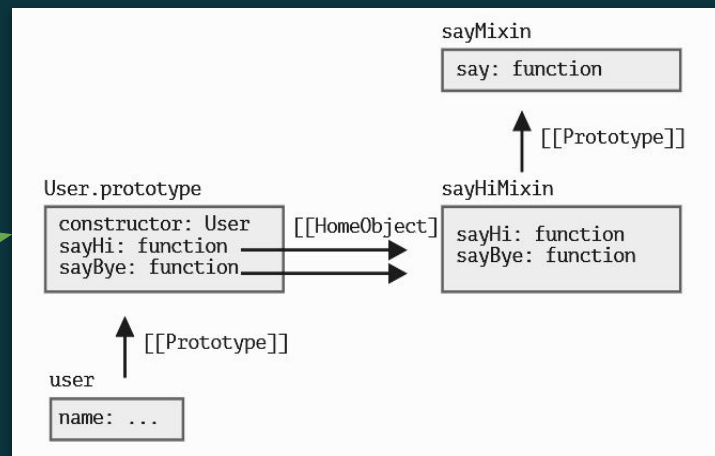 sayMixin
say: function
[[Prototype]]
User.prototype
sayHiMixin
constructor: User
sayHi: function
sayBye: function
[[HomeObject]
sayHi: function
sayBye: function
[[Prototype]]
user
name: ...